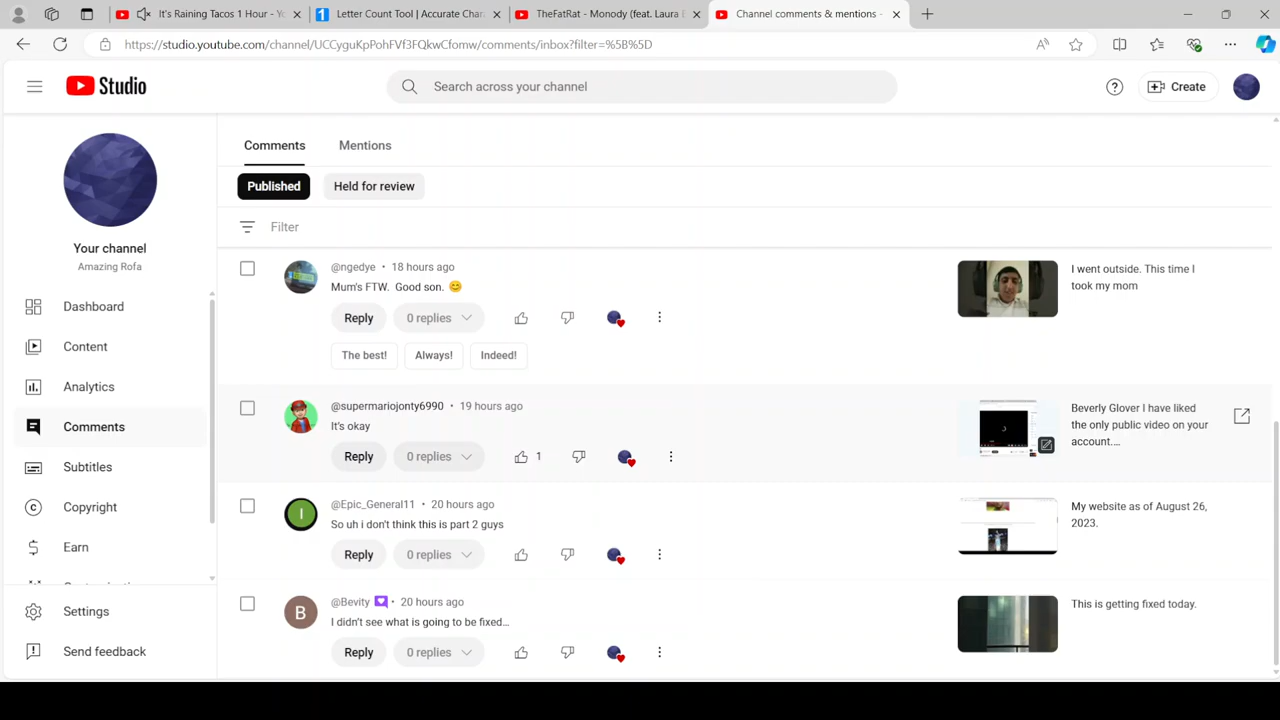 It's Raining Tacos 1 Hour - Yo
Letter Count Tool | Accurate Char
TheFatRat - Monody (feat. Laura B
Channel comments & mentions -
https://studio.youtube.com/channel/UCCyguKpPohFVf3FQkwCfomw/comments/inbox?filter=%5B%5D
Studio
Search across your channel
Create
Your channel
Amazing Rofa
Dashboard
Content
Analytics
Comments
Subtitles
Copyright
Earn
Settings
Send feedback
Comments Mentions
Published Held for review
Filter
@ngedye • 18 hours ago
Mum's FTW. Good son. 😊
Reply 0 replies
The best! Always! Indeed!
I went outside. This time I
took my mom
@supermariojonty6990 • 19 hours ago
It's okay
Reply 0 replies 1
Beverly Glover I have liked
the only public video on your
account....
@Epic_General11 • 20 hours ago
I
So uh i don't think this is part 2 guys
Reply 0 replies
My website as of August 26,
2023.
@Bevity • 20 hours ago
B
I didn't see what is going to be fixed...
Reply 0 replies
This is getting fixed today.